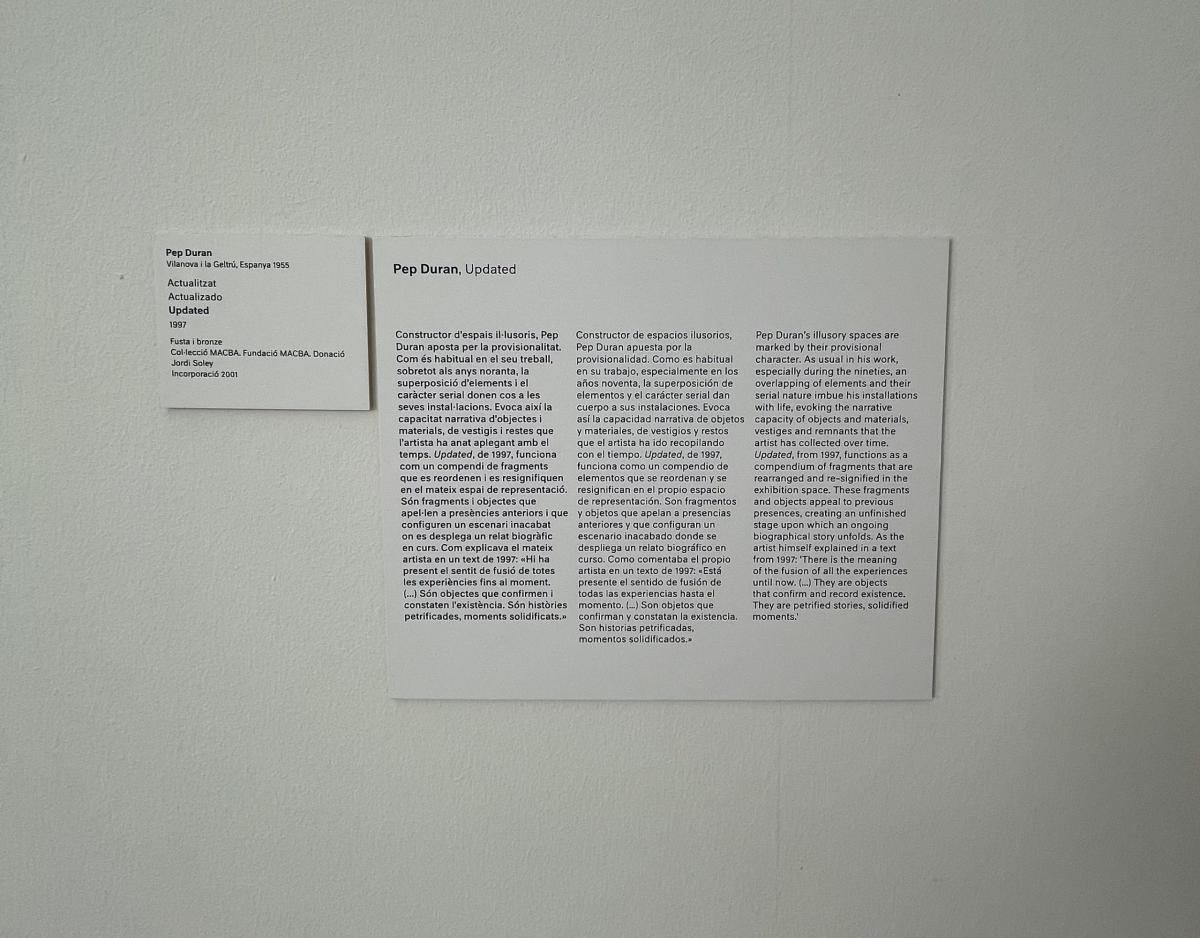 Pep Duran
Vilanova i la Geltrú, Espanya 1955
Actualitzat
Actualizado
Updated
1997
Fusta i bronze
Col·lecció MACBA. Fundació MACBA. Donació
Jordi Soley
Incorporació 2001
Pep Duran, Updated
Constructor d'espais il·lusoris, Pep
Duran aposta per la provisionalitat.
Com és habitual en el seu treball,
sobretot als anys noranta, la
superposició d'elements i el
caràcter serial donen cos a les
seves instal·lacions. Evoca així la
capacitat narrativa d'objectes i
materials, de vestigis i restes que
l'artista ha anat aplegant amb el
temps. Updated, de 1997, funciona
com un compendi de fragments
que es reordenen i es resignifiquen
en el mateix espai de representació.
Són fragments i objectes que
apel·len a presències anteriors i que
configuren un escenari inacabat
on es desplega un relat biogràfic
en curs. Com explicava el mateix
artista en un text de 1997: «Hi ha
present el sentit de fusió de totes
les experiències fins al moment.
(...) Són objectes que confirmen i
constaten l'existència. Són històries
petrificades, moments solidificats.»
Constructor de espacios ilusorios,
Pep Duran apuesta por la
provisionalidad. Como es habitual
en su trabajo, especialmente en los
años noventa, la superposición de
elementos y el carácter serial dan
cuerpo a sus instalaciones. Evoca
así la capacidad narrativa de objetos
y materiales, de vestigios y restos
que el artista ha ido recopilando
con el tiempo. Updated, de 1997,
funciona como un compendio de
elementos que se reordenan y se
resignifican en el propio espacio
de representación. Son fragmentos
y objetos que apelan a presencias
anteriores y que configuran un
escenario inacabado donde se
despliega un relato biográfico en
curso. Como comentaba el propio
artista en un texto de 1997: «Está
presente el sentido de fusión de
todas las experiencias hasta el
momento. (...) Son objetos que
confirman y constatan la existencia.
Son historias petrificadas,
momentos solidificados.»
Pep Duran's illusory spaces are
marked by their provisional
character. As usual in his work,
especially during the nineties, an
overlapping of elements and their
serial nature imbue his installations
with life, evoking the narrative
capacity of objects and materials,
vestiges and remnants that the
artist has collected over time.
Updated, from 1997, functions as a
compendium of fragments that are
rearranged and re-signified in the
exhibition space. These fragments
and objects appeal to previous
presences, creating an unfinished
stage upon which an ongoing
biographical story unfolds. As the
artist himself explained in a text
from 1997: 'There is the meaning
of the fusion of all the experiences
until now. (...) They are objects
that confirm and record existence.
They are petrified stories, solidified
moments.'